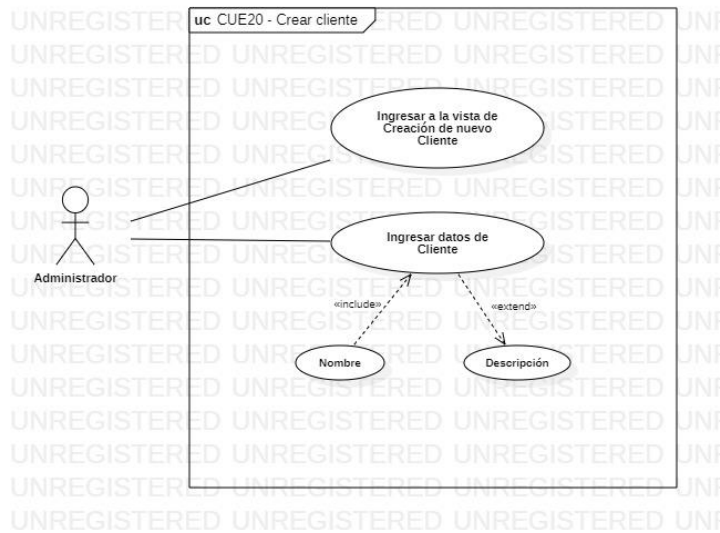 uc CUE20 - Crear cliente
Ingresar a la vista de
Creación de nuevo
Cliente
Ingresar datos de
Cliente
Administrador
«include»
«extend»
Nombre
Descripción
UNREGISTERED UNREGISTERED UNREGISTERED UNREGISTERED